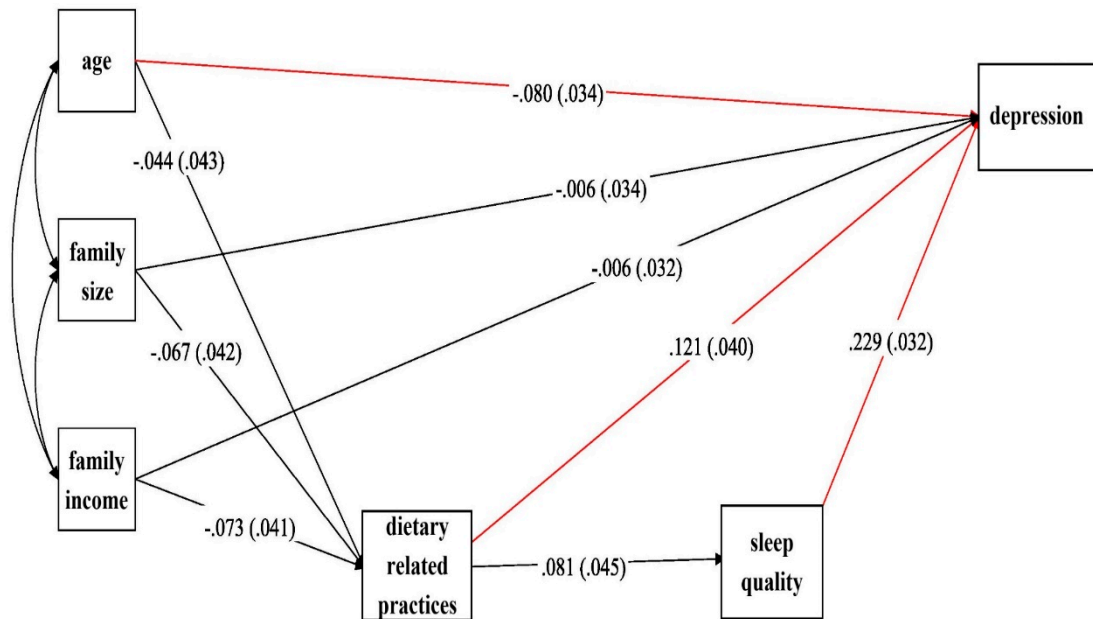 age
-.080 (.034)
depression
-.044 (.043)
-.006 (.034)
family
size
-.006 (.032)
-.067 (.042)
.121 (.040)
.229 (.032)
family
income
-.073 (.041)
dietary
related
practices
.081 (.045)
sleep
quality